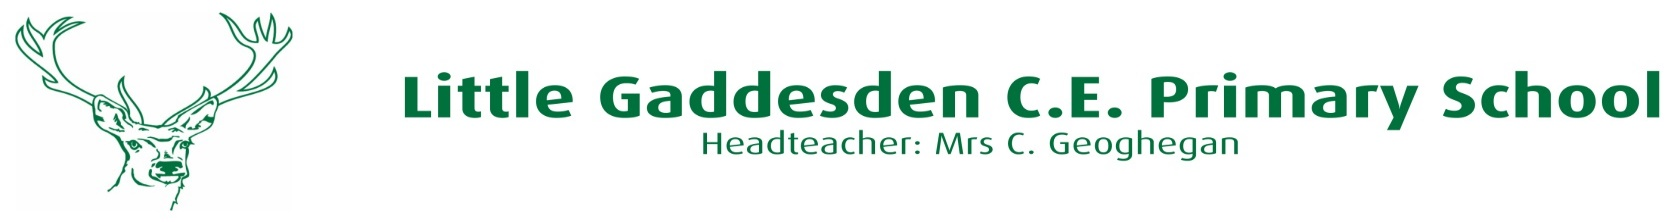 Little Gaddesden C.E. Primary School
Headteacher: Mrs C. Geoghegan